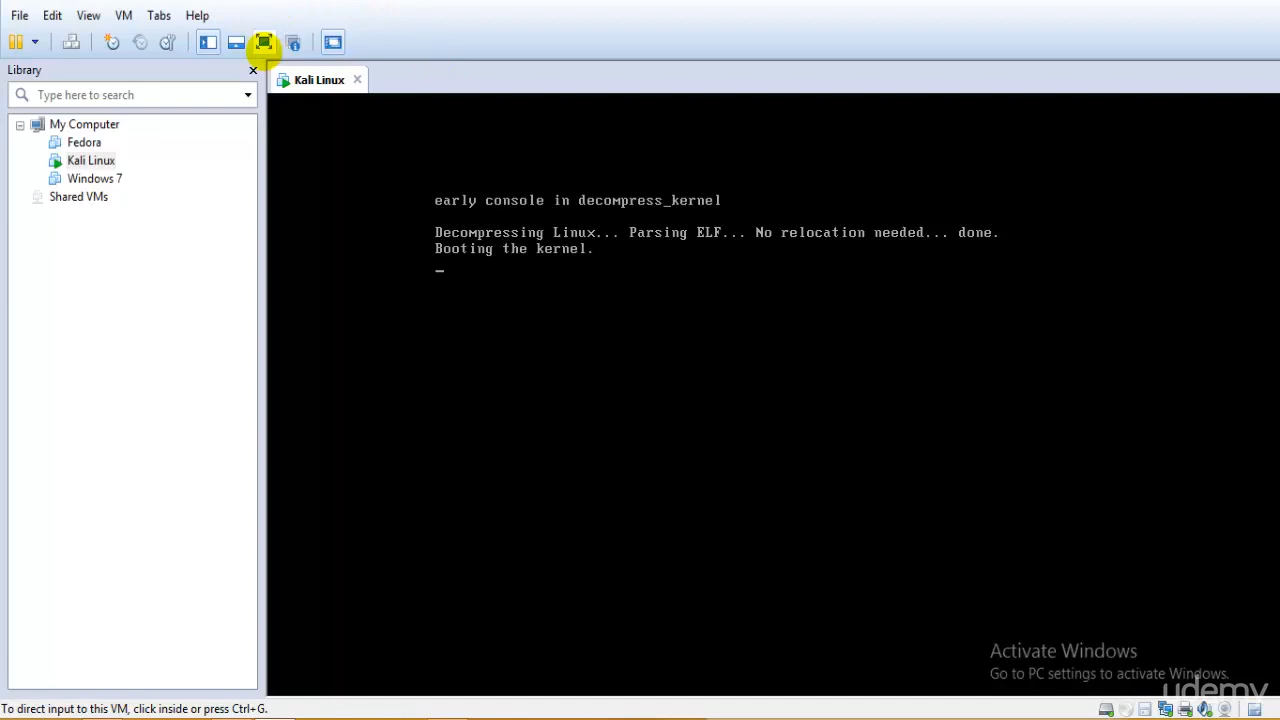 File Edit View VM Tabs Help
Library
Type here to search
Kali Linux
My Computer
Fedora
Kali Linux
Windows 7
Shared VMs
early console in decompress_kernel
Decompressing Linux... Parsing ELF... No relocation needed... done.
Booting the kernel.
_
Activate Windows
Go to PC settings to activate Windows.
udemy
To direct input to this VM, click inside or press Ctrl+G.